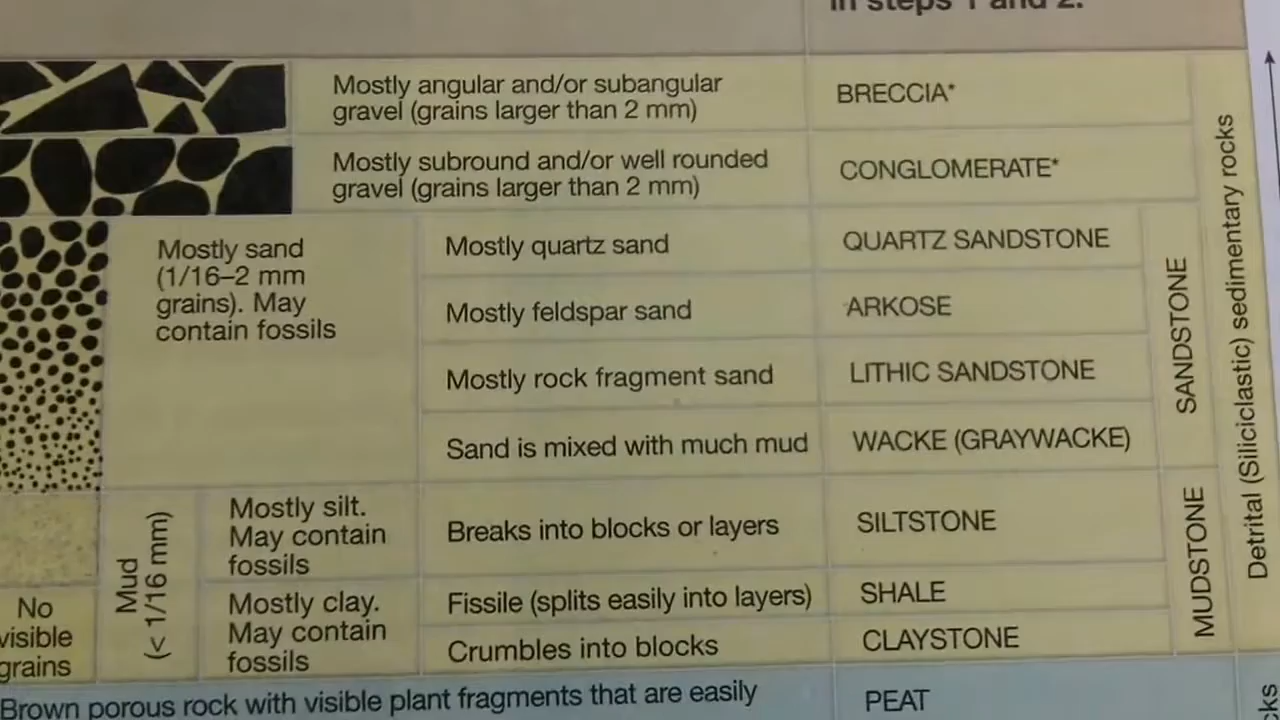 in steps 1 and 2.
Mostly angular and/or subangular
gravel (grains larger than 2 mm)
BRECCIA*
Mostly subround and/or well rounded
gravel (grains larger than 2 mm)
CONGLOMERATE*
Mostly sand
(1/16–2 mm
grains). May
contain fossils
Mostly quartz sand
QUARTZ SANDSTONE
Mostly feldspar sand
ARKOSE
Mostly rock fragment sand
LITHIC SANDSTONE
Sand is mixed with much mud
WACKE (GRAYWACKE)
SANDSTONE
Mud
(< 1/16 mm)
Mostly silt.
May contain
fossils
Breaks into blocks or layers
SILTSTONE
No
visible
grains
Mostly clay.
May contain
fossils
Fissile (splits easily into layers)
SHALE
Crumbles into blocks
CLAYSTONE
MUDSTONE
Detrital (Siliciclastic) sedimentary rocks
Brown porous rock with visible plant fragments that are easily
PEAT